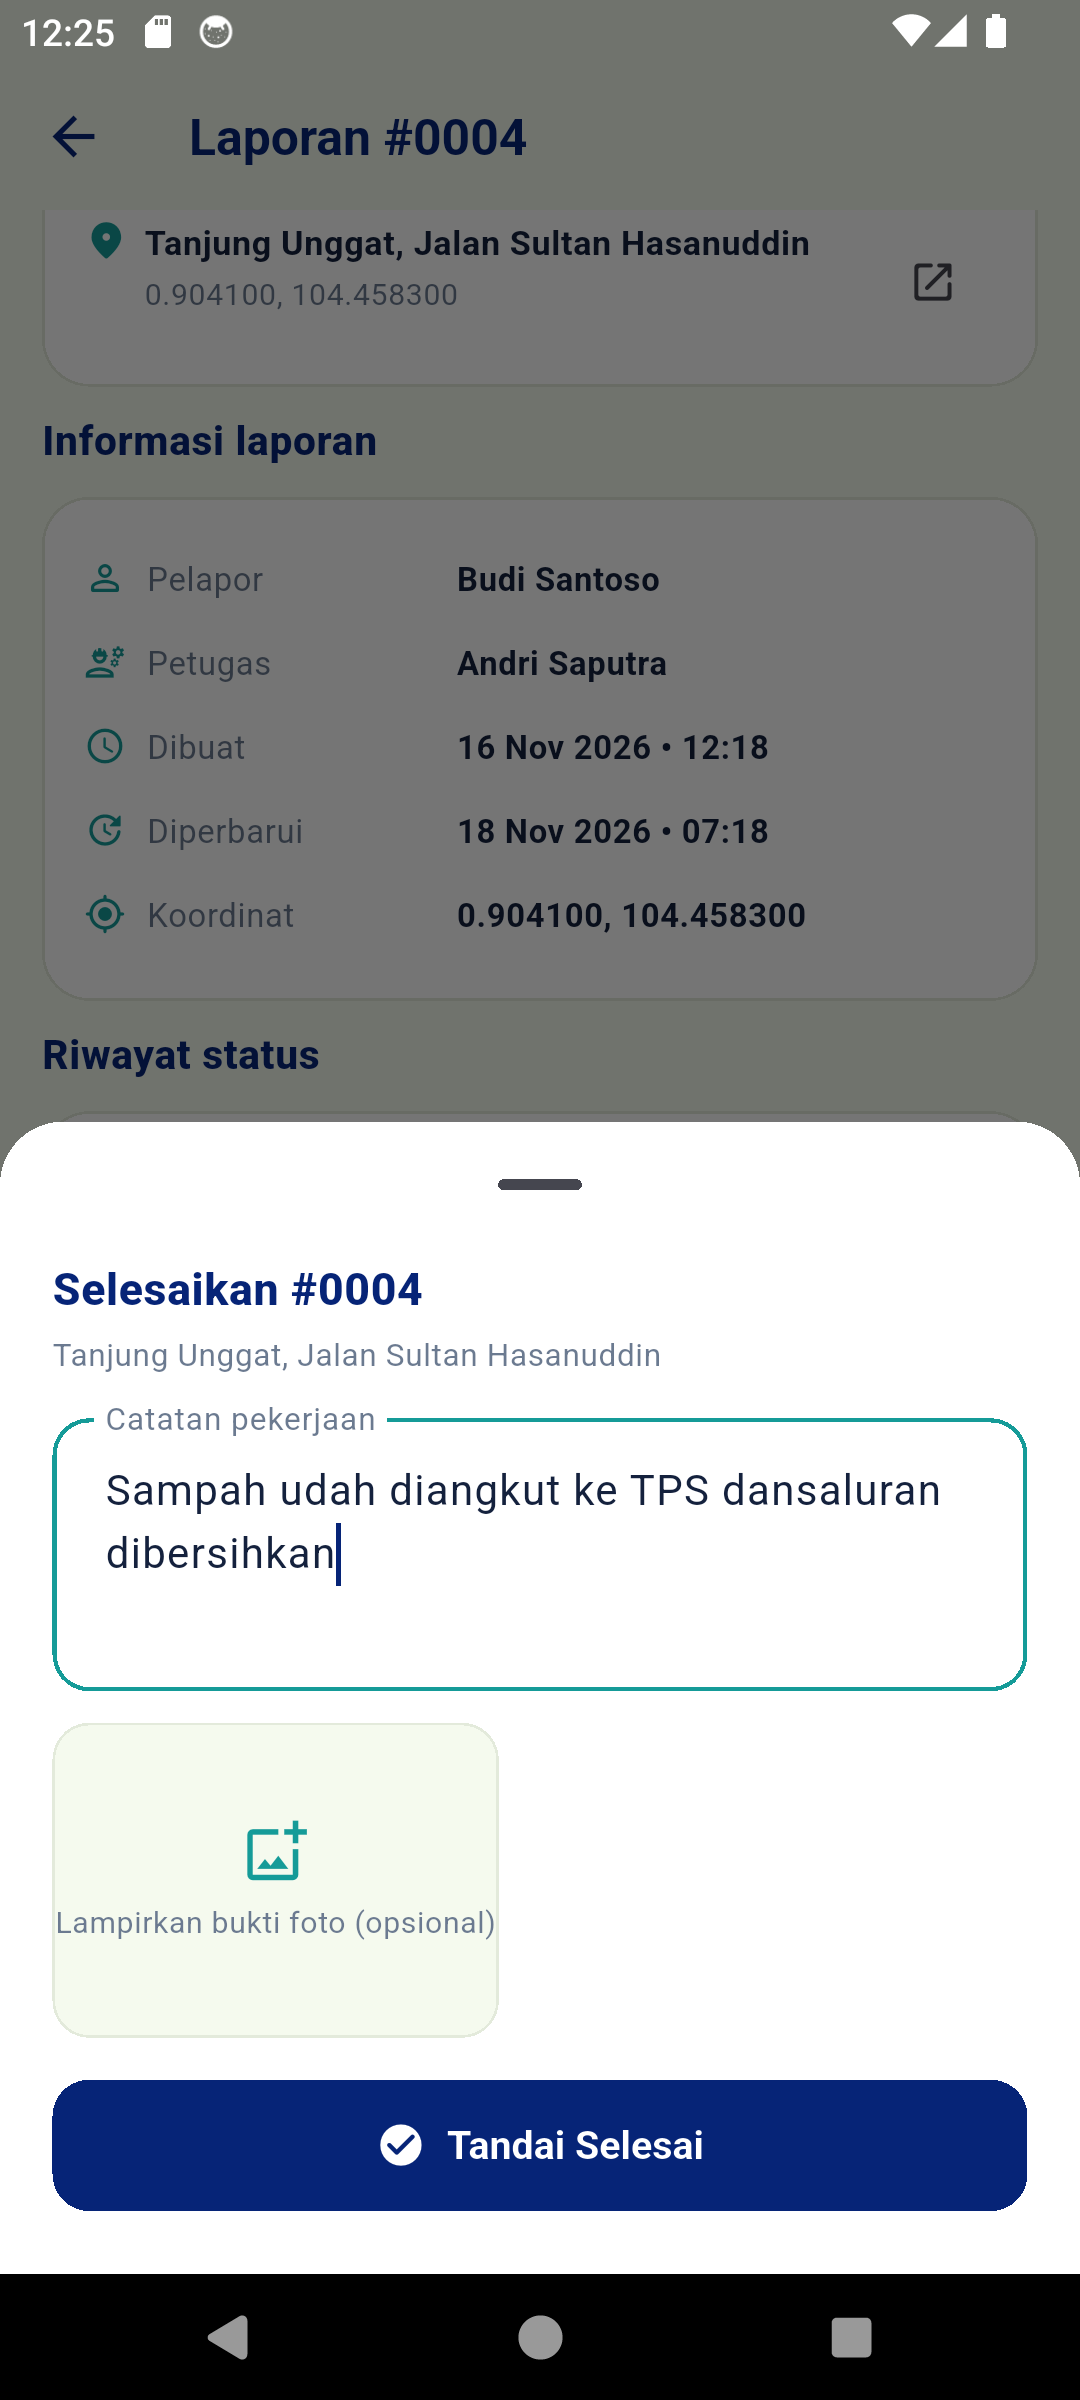 12:25
Laporan #0004
Tanjung Unggat, Jalan Sultan Hasanuddin
0.904100, 104.458300
Informasi laporan
Pelapor Budi Santoso
Petugas Andri Saputra
Dibuat 16 Nov 2026 • 12:18
Diperbarui 18 Nov 2026 • 07:18
Koordinat 0.904100, 104.458300
Riwayat status
Selesaikan #0004
Tanjung Unggat, Jalan Sultan Hasanuddin
Catatan pekerjaan
Sampah udah diangkut ke TPS dansaluran
dibersihkan
Lampirkan bukti foto (opsional)
Tandai Selesai